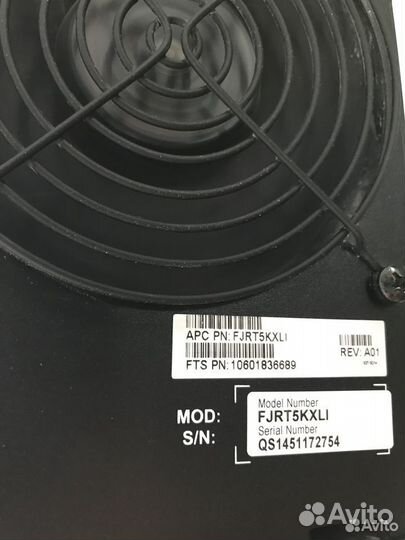 APC PN: FJRT5KXLI
REV: A01
FTS PN: 10601836689
MOD:
Model Number
FJRT5KXLI
S/N:
Serial Number
QS1451172754
Avito